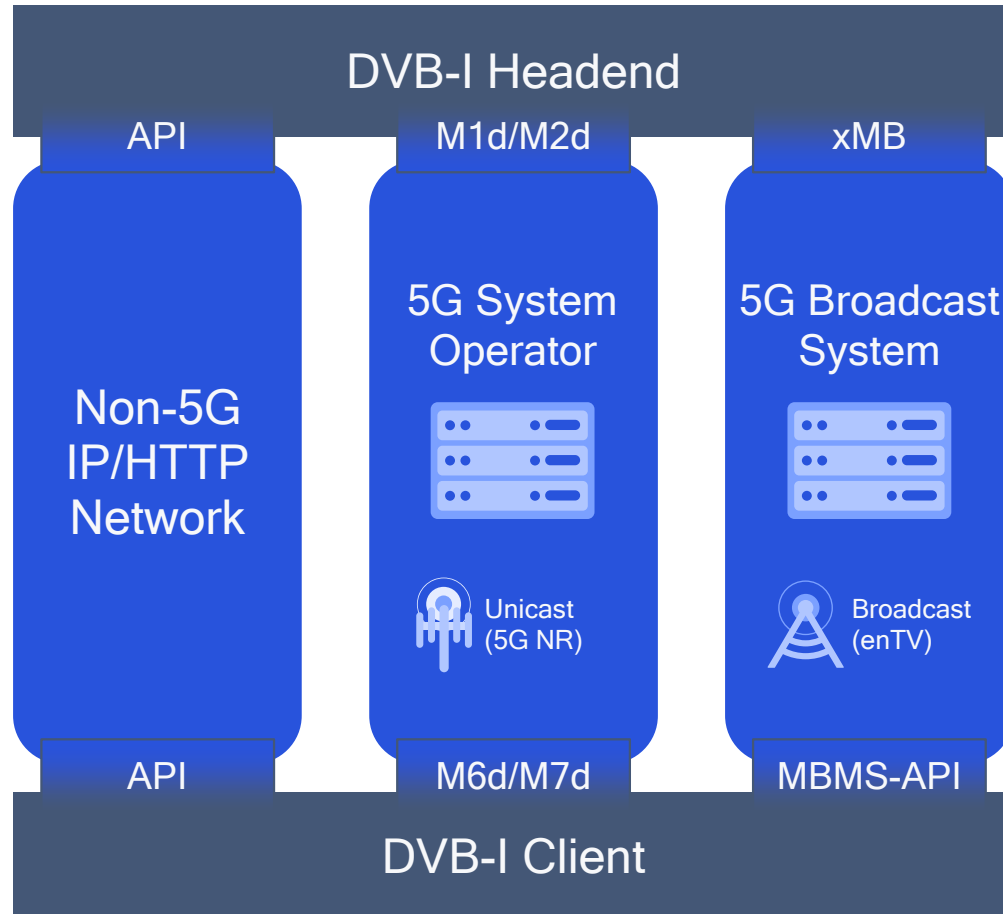 DVB-I Headend
API
M1d/M2d
xMB
Non-5G
IP/HTTP
Network
5G System
Operator
Unicast
(5G NR)
5G Broadcast
System
Broadcast
(enTV)
API
M6d/M7d
MBMS-API
DVB-I Client